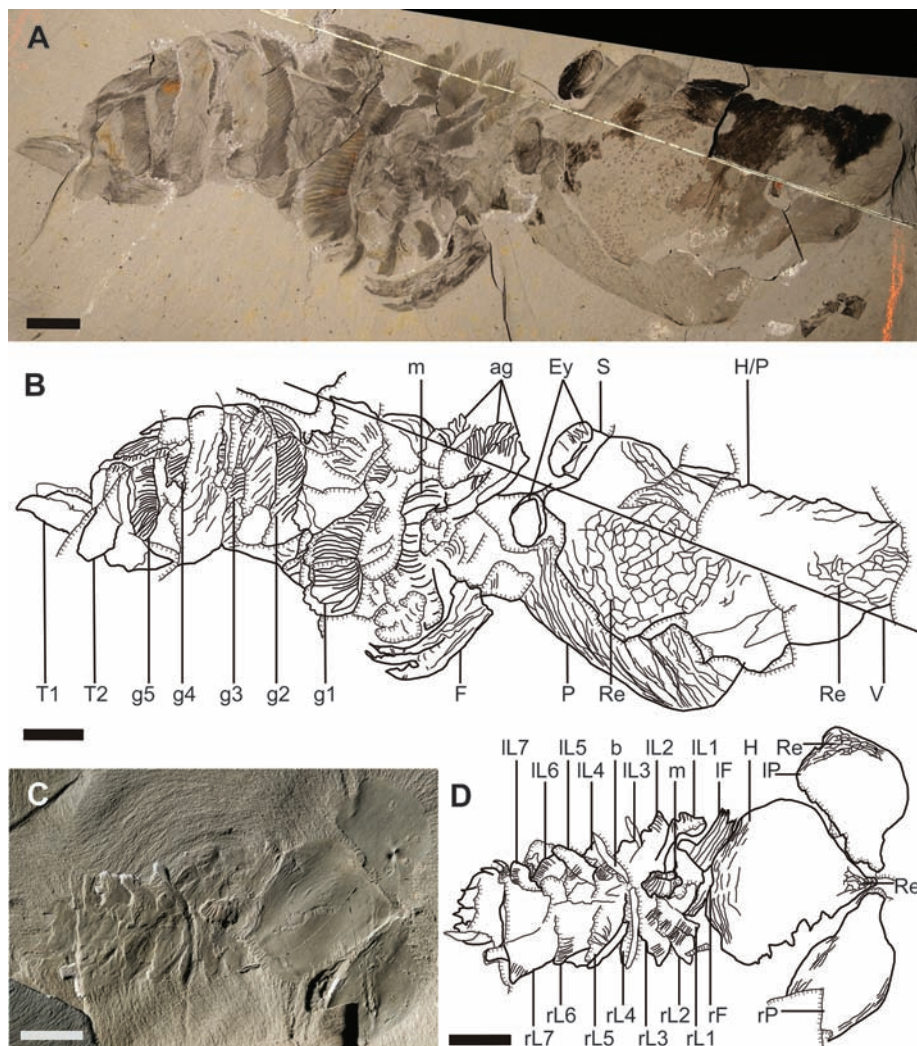 A
B
m ag Ey S H/P
T1 T2 g5 g4 g3 g2 g1 F P Re Re V
C
D
lL7 lL5 b lL2 lL1 H Re
lL6 lL4 lL3 m lF lP
Re
rL6 rL4 rL2 rF rP
rL7 rL5 rL3 rL1